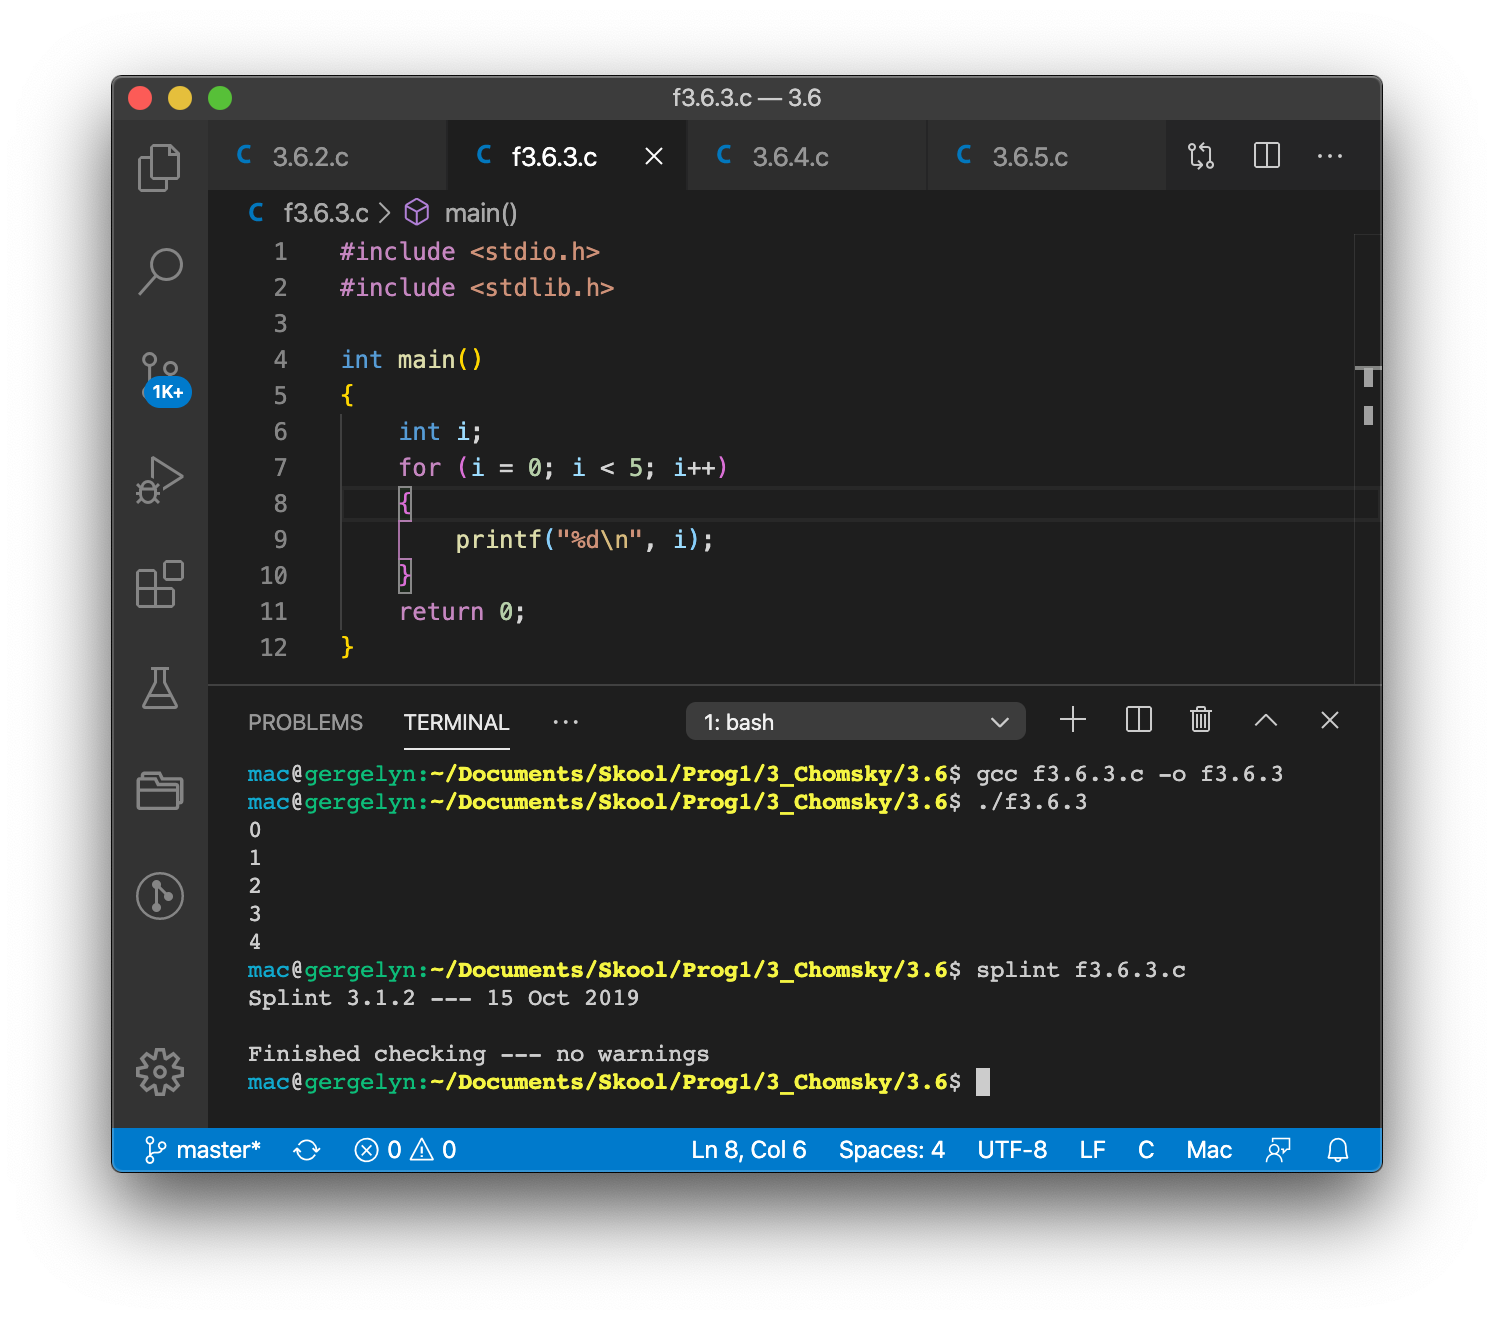 f3.6.3.c — 3.6
C 3.6.2.c C f3.6.3.c C 3.6.4.c C 3.6.5.c
C f3.6.3.c > main()
1 #include <stdio.h>
2 #include <stdlib.h>
3
4 int main()
5 {
6     int i;
7     for (i = 0; i < 5; i++)
8     {
9         printf("%d\n", i);
10     }
11     return 0;
12 }
1K+
PROBLEMS TERMINAL ··· 1: bash
mac@gergelyn:~/Documents/Skool/Prog1/3_Chomsky/3.6$ gcc f3.6.3.c -o f3.6.3
mac@gergelyn:~/Documents/Skool/Prog1/3_Chomsky/3.6$ ./f3.6.3
0
1
2
3
4
mac@gergelyn:~/Documents/Skool/Prog1/3_Chomsky/3.6$ splint f3.6.3.c
Splint 3.1.2 --- 15 Oct 2019

Finished checking --- no warnings
mac@gergelyn:~/Documents/Skool/Prog1/3_Chomsky/3.6$
master* 0 0 Ln 8, Col 6 Spaces: 4 UTF-8 LF C Mac